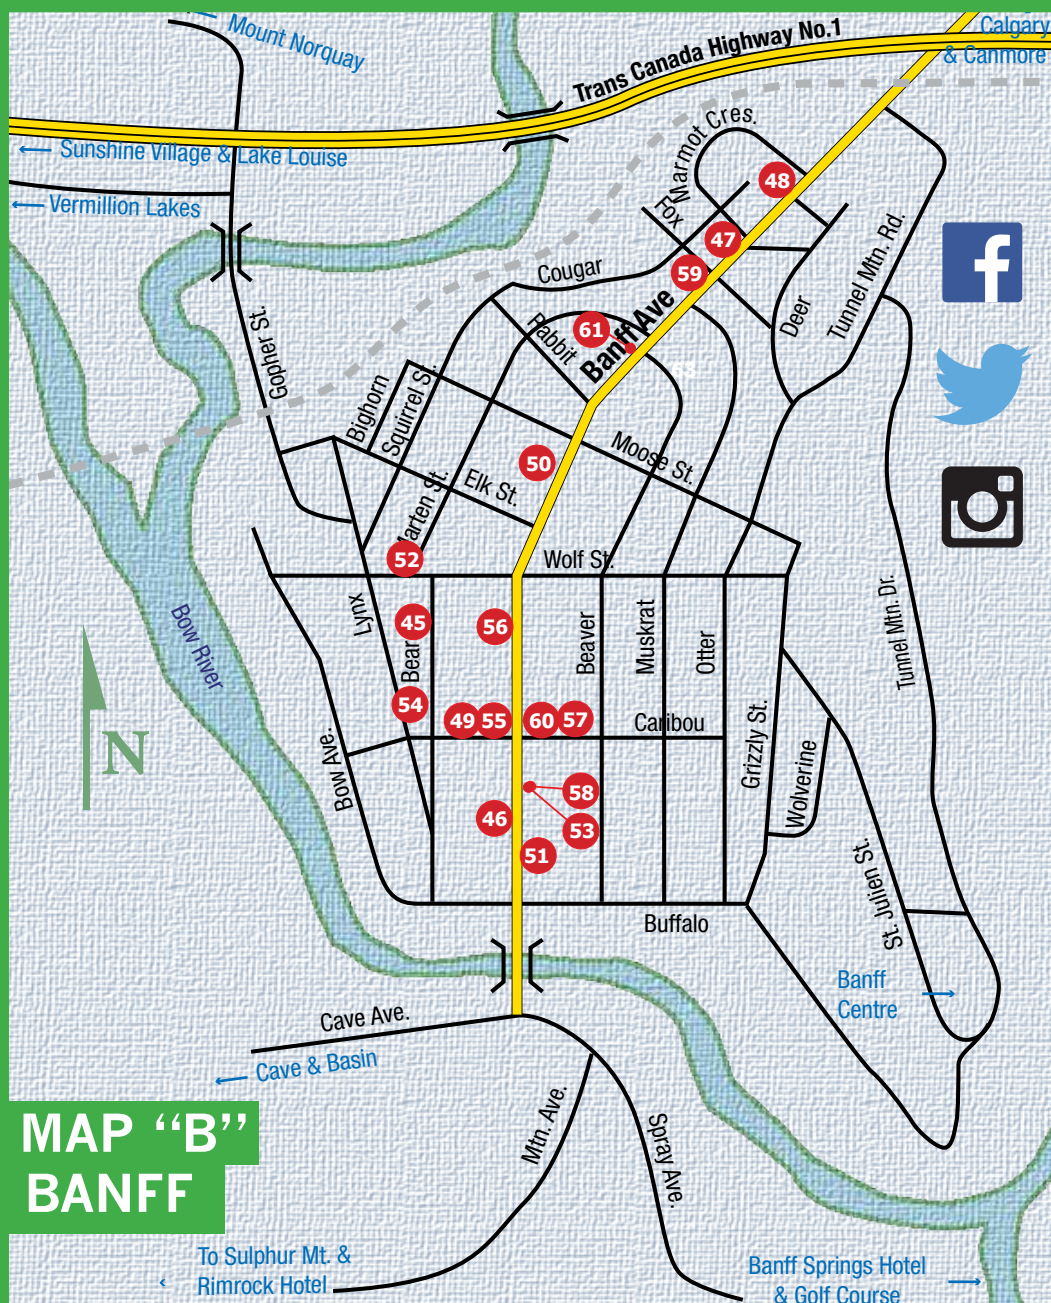 Mount Norquay
Trans Canada Highway No.1
Calgary
& Canmore
Sunshine Village & Lake Louise
Vermillion Lakes
Marmot Cres.
48
Fox
47
59
Cougar
Tunnel Mtn. Rd.
Deer
Gopher St.
Rabbit
61
Banff Ave
Bighorn
Squirrel S.
50
Moose St.
Elk St.
Marten St.
52
Wolf St.
Lynx
45
Bear
56
Beaver
Muskrat
Otter
Tunnel Mtn. Dr.
Bow River
54
49
55
60
57
Caribou
Grizzly St.
Bow Ave.
N
Wolverine
58
46
53
51
St. Julien St.
Buffalo
Banff
Centre
Cave Ave.
Cave & Basin
Mtn. Ave.
Spray Ave.
MAP “B”
BANFF
To Sulphur Mt. &
Rimrock Hotel
Banff Springs Hotel
& Golf Course